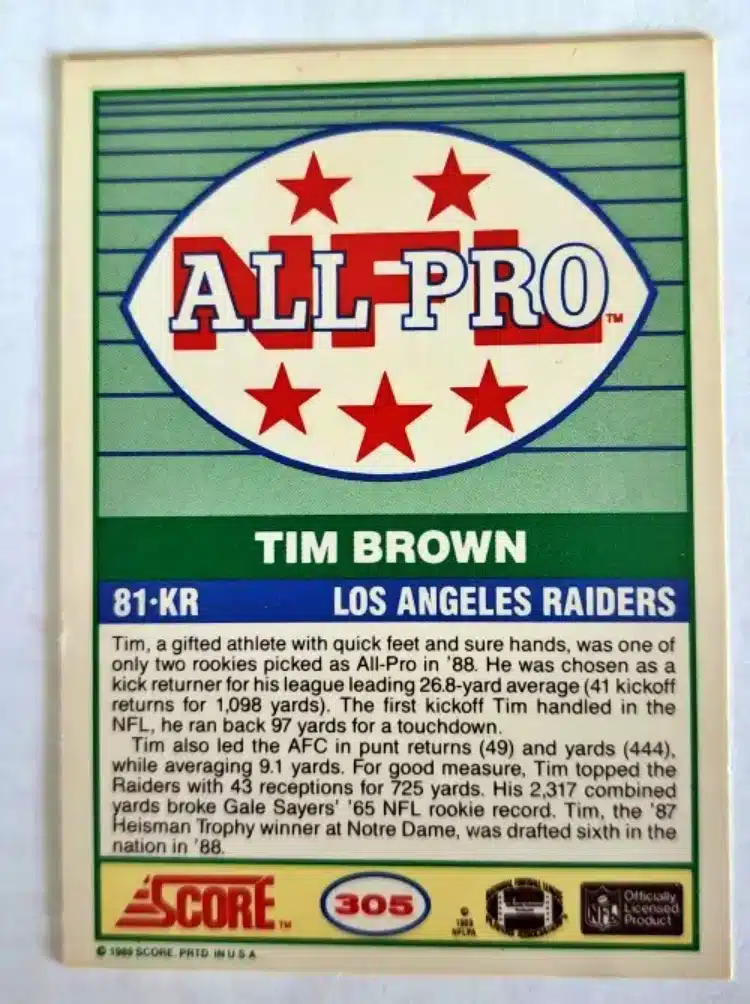 NFL
ALL PRO™
TIM BROWN
81·KR LOS ANGELES RAIDERS
Tim, a gifted athlete with quick feet and sure hands, was one of
only two rookies picked as All-Pro in '88. He was chosen as a
kick returner for his league leading 26.8-yard average (41 kickoff
returns for 1,098 yards). The first kickoff Tim handled in the
NFL, he ran back 97 yards for a touchdown.
Tim also led the AFC in punt returns (49) and yards (444),
while averaging 9.1 yards. For good measure, Tim topped the
Raiders with 43 receptions for 725 yards. His 2,317 combined
yards broke Gale Sayers' '65 NFL rookie record. Tim, the '87
Heisman Trophy winner at Notre Dame, was drafted sixth in the
nation in '88.
SCORE™
305
©
1989
NFLPA
NFL
Officially
Licensed
Product
© 1989 SCORE. PRTD. IN U S A